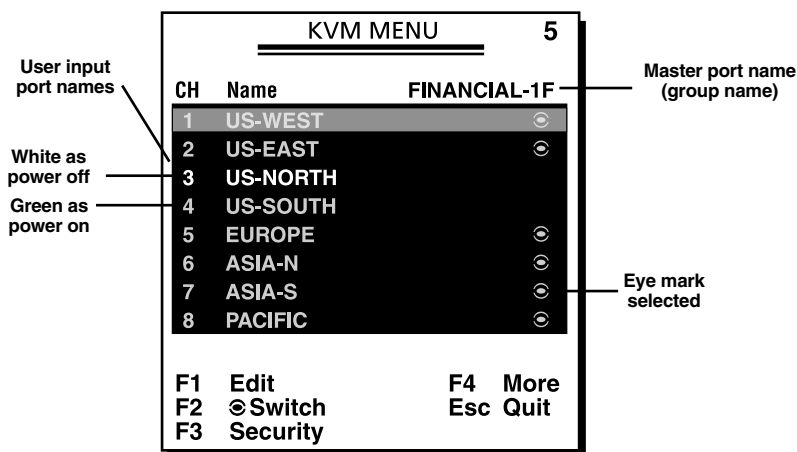 KVM MENU 5
User input
port names
Master port name
(group name)
CH Name FINANCIAL-1F
1 US-WEST
2 US-EAST
White as
power off
3 US-NORTH
Green as
power on
4 US-SOUTH
5 EUROPE
6 ASIA-N
7 ASIA-S
Eye mark
selected
8 PACIFIC
F1 Edit F4 More
F2 Switch Esc Quit
F3 Security